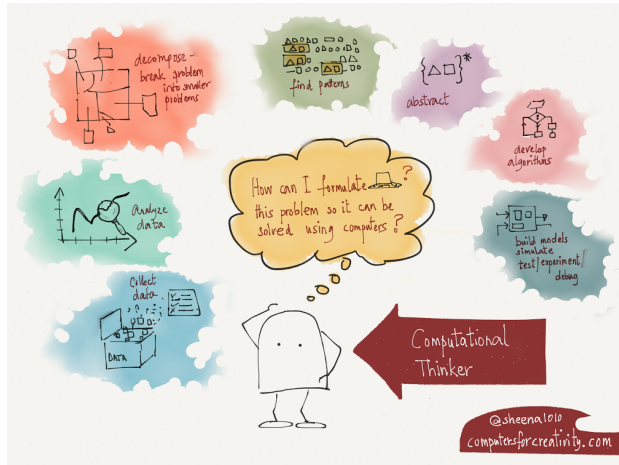 decompose-
break problem
into smaller
problems
find patterns
{△□}*
abstract
develop
algorithms
analyze
data
How can I formulate ?
this problem so it can be
solved using computers?
build models
simulate
test/experiment/
debug
Collect
data
DATA
Computational
Thinker
@sheena1010
computersforcreativity.com